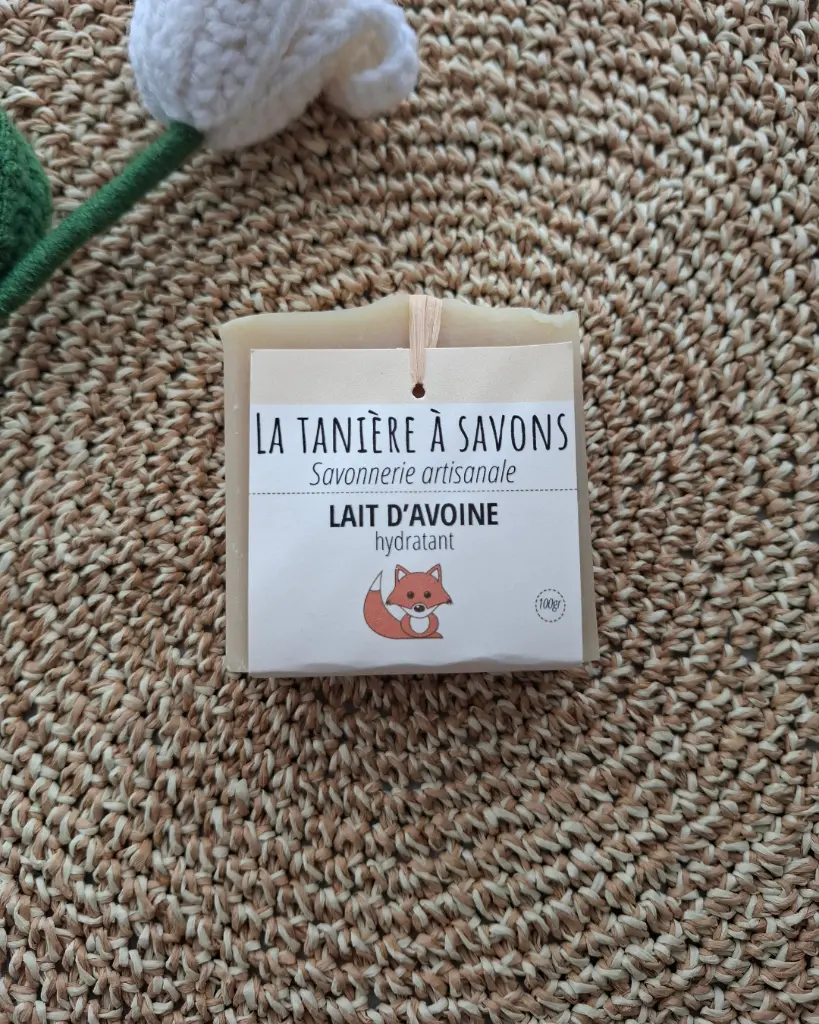 LA TANIÈRE À SAVONS
Savonnerie artisanale
LAIT D'AVOINE
hydratant
100gr